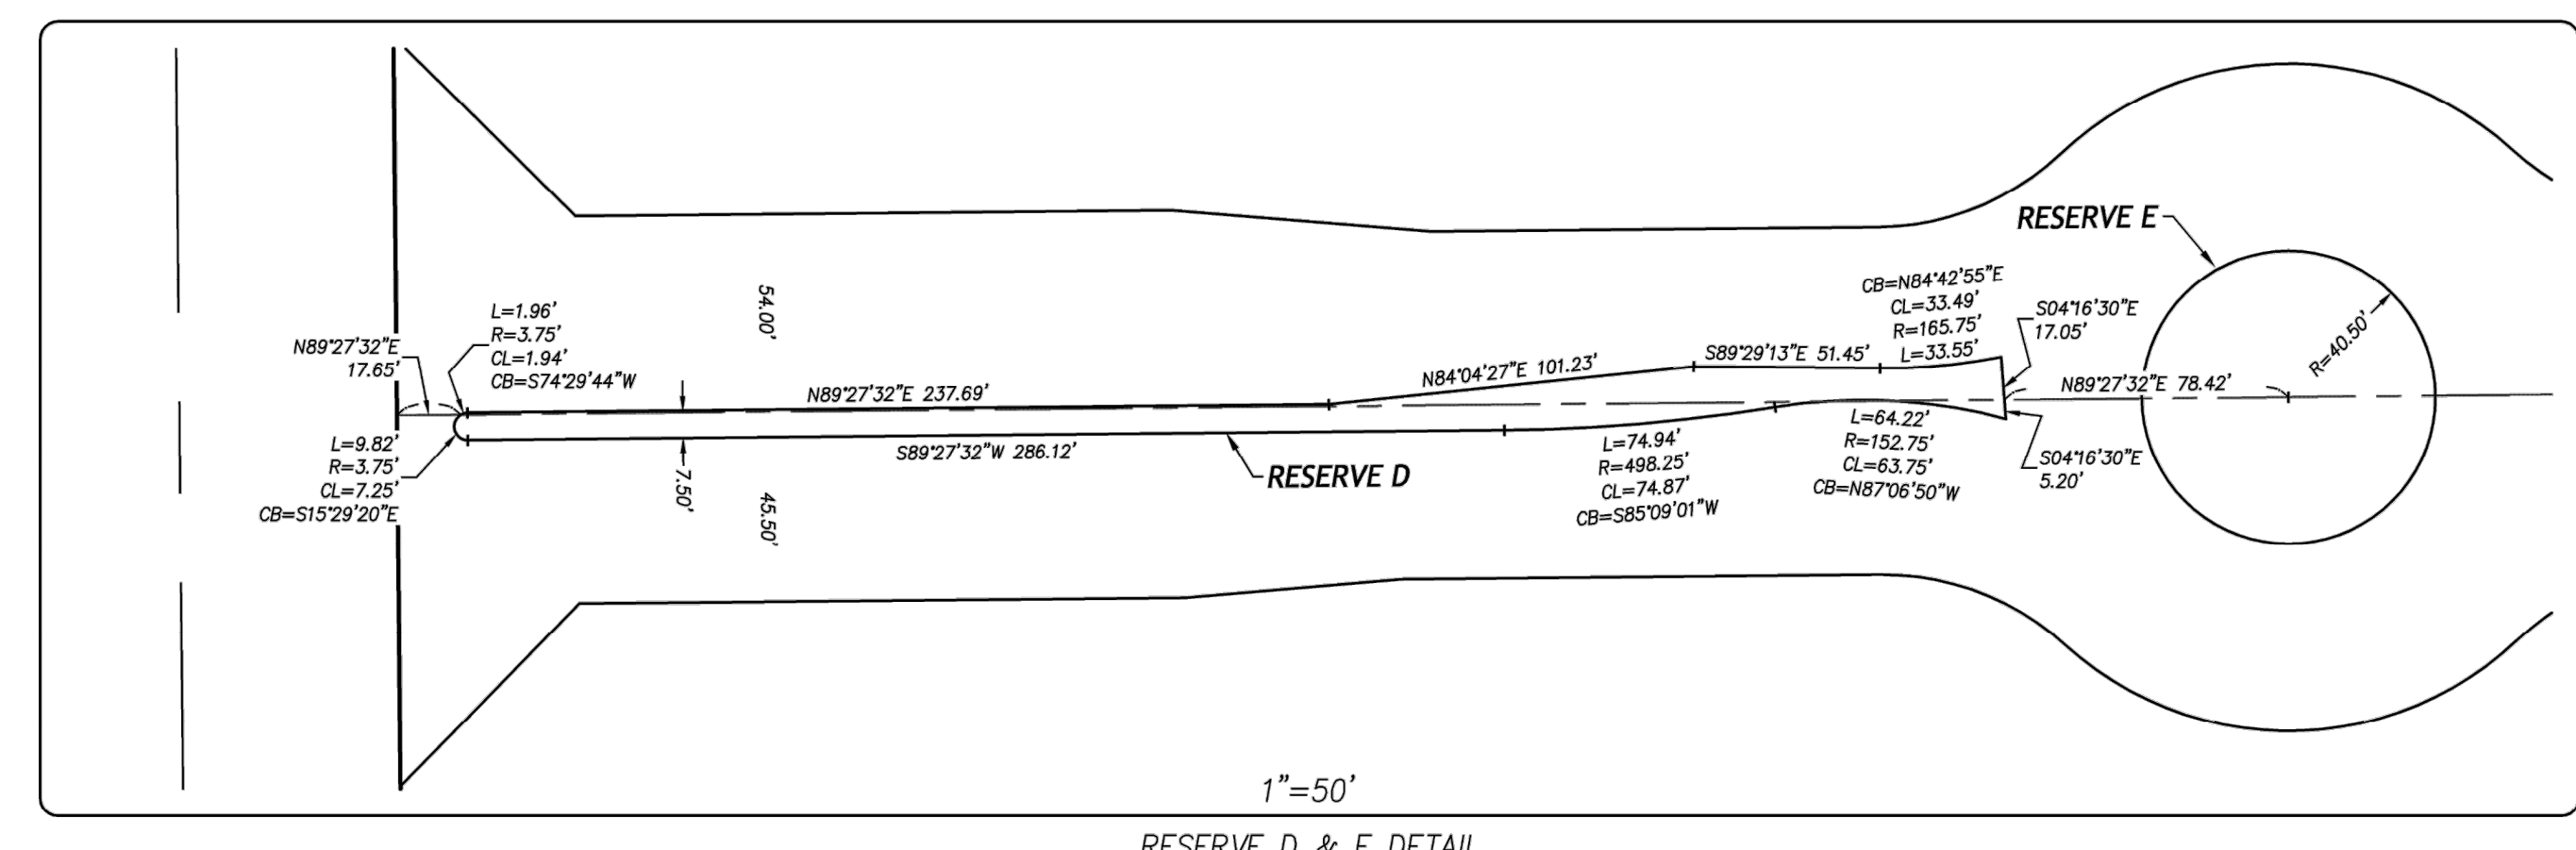 RESERVE E
CB=N84°42'55"E
CL=33.49'
R=165.75'
L=33.55'
S04°16'30"E
17.05'
R=40.50'
54.00'
L=1.96'
R=3.75'
CL=1.94'
CB=S74°29'44"W
N89°27'32"E
17.65'
N89°27'32"E 237.69'
N84°04'27"E 101.23'
S89°29'13"E 51.45'
N89°27'32"E 78.42'
L=9.82'
R=3.75'
CL=7.25'
CB=S15°29'20"E
7.50'
45.50'
S89°27'32"W 286.12'
RESERVE D
L=74.94'
R=498.25'
CL=74.87'
CB=S85°09'01"W
L=64.22'
R=152.75'
CL=63.75'
CB=N87°06'50"W
S04°16'30"E
5.20'
1"=50'
RESERVE D & E DETAIL